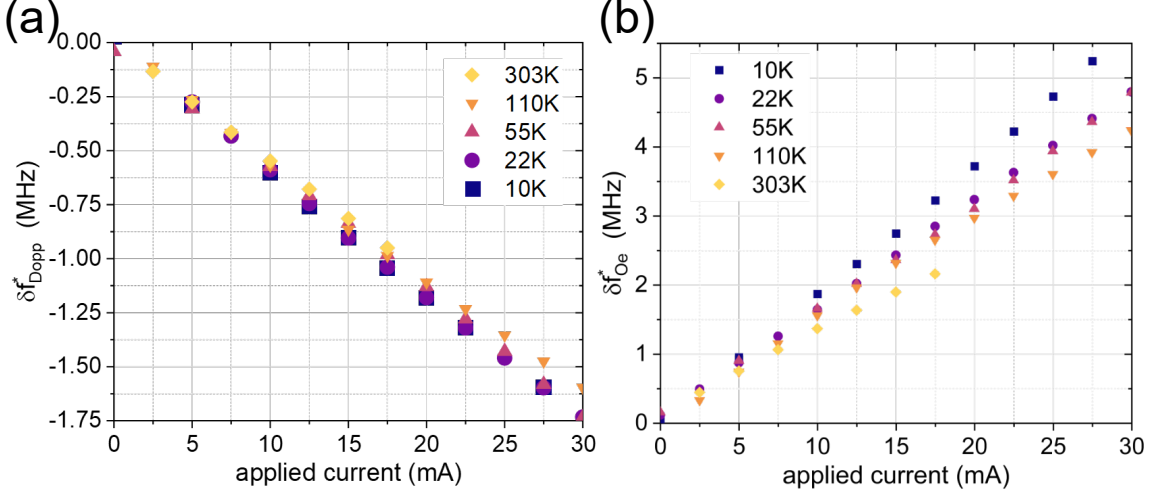 (a)
0.00
-0.25
-0.50
-0.75
-1.00
-1.25
-1.50
-1.75
δf*Dopp (MHz)
0 5 10 15 20 25 30
applied current (mA)
303K
110K
55K
22K
10K
(b)
5
4
3
2
1
0
δf*Oe (MHz)
0 5 10 15 20 25 30
applied current (mA)
10K
22K
55K
110K
303K